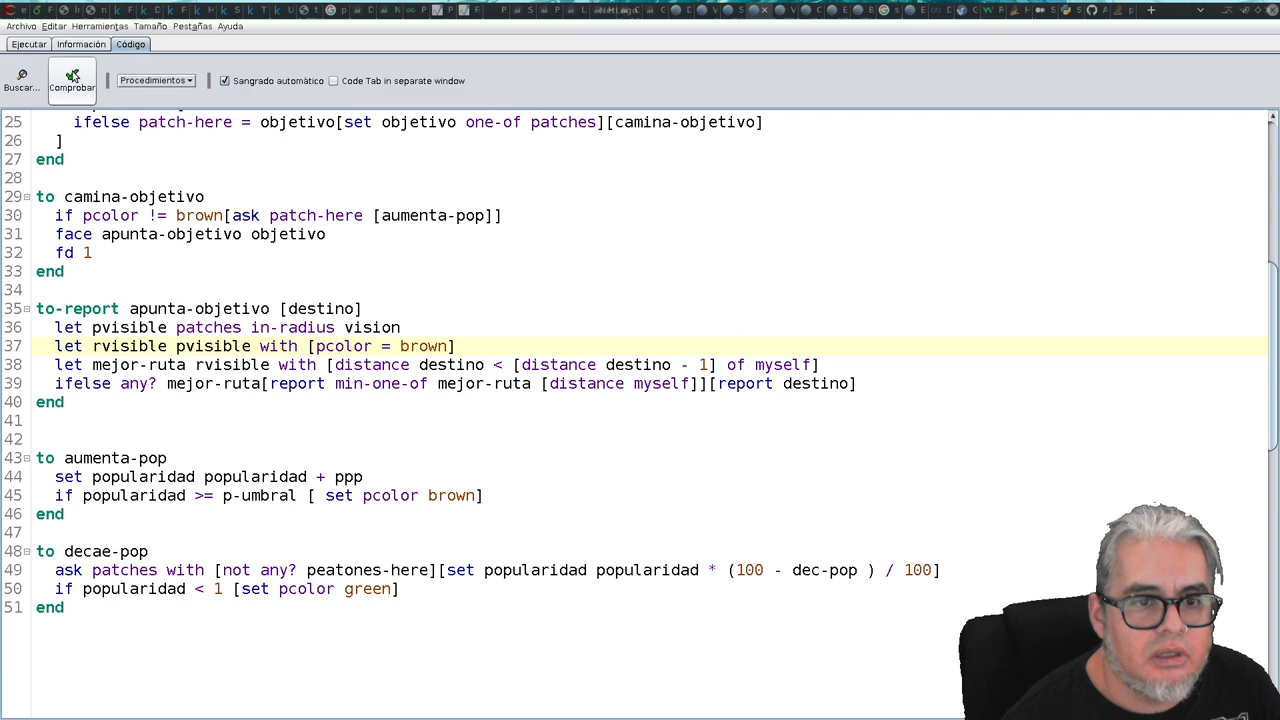 Archivo Editar Herramientas Tamaño Pestañas Ayuda
Ejecutar Información Código
Buscar... Comprobar Procedimientos Sangrado automático Code Tab in separate window
25 ifelse patch-here = objetivo[set objetivo one-of patches][camina-objetivo]
26 ]
27 end
28
29 to camina-objetivo
30 if pcolor != brown[ask patch-here [aumenta-pop]]
31 face apunta-objetivo objetivo
32 fd 1
33 end
34
35 to-report apunta-objetivo [destino]
36 let pvisible patches in-radius vision
37 let rvisible pvisible with [pcolor = brown]
38 let mejor-ruta rvisible with [distance destino < [distance destino - 1] of myself]
39 ifelse any? mejor-ruta[report min-one-of mejor-ruta [distance myself]][report destino]
40 end
41
42
43 to aumenta-pop
44 set popularidad popularidad + ppp
45 if popularidad >= p-umbral [ set pcolor brown]
46 end
47
48 to decae-pop
49 ask patches with [not any? peatones-here][set popularidad popularidad * (100 - dec-pop ) / 100]
50 if popularidad < 1 [set pcolor green]
51 end